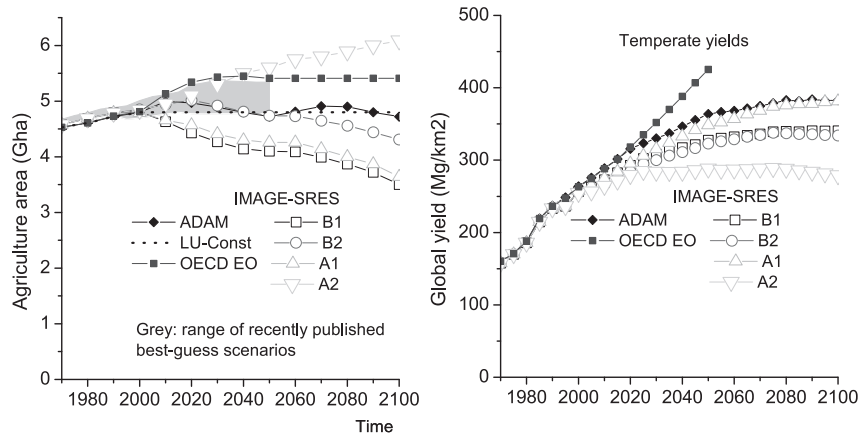 6
5
4
3
2
1
0
Agriculture area (Gha)
IMAGE-SRES
ADAM
LU-Const
OECD EO
B1
B2
A1
A2
Grey: range of recently published
best-guess scenarios
1980 2000 2020 2040 2060 2080 2100
Time
500
400
300
200
100
0
Global yield (Mg/km2)
Temperate yields
IMAGE-SRES
ADAM
OECD EO
B1
B2
A1
A2
1980 2000 2020 2040 2060 2080 2100